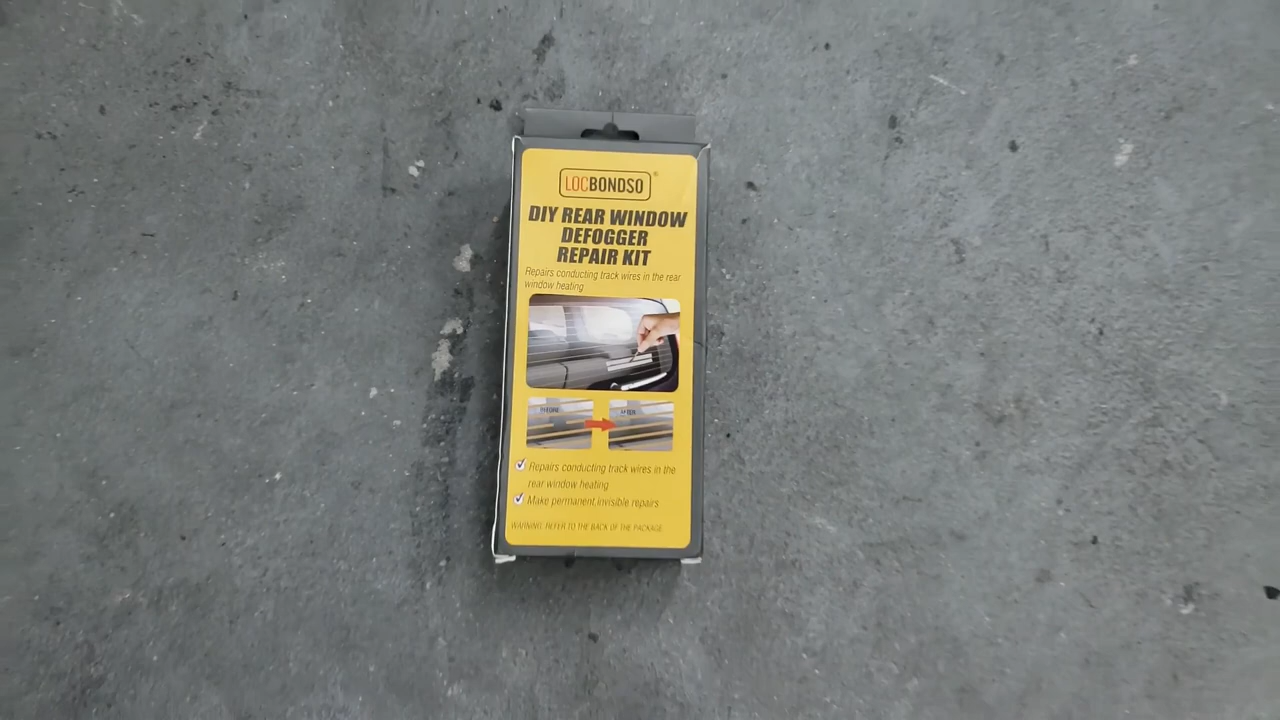 LOCBONDSO®
DIY REAR WINDOW
DEFOGGER
REPAIR KIT
Repairs conducting track wires in the rear
window heating
BEFORE
AFTER
Repairs conducting track wires in the
rear window heating
Make permanent,invisible repairs
WARNING: REFER TO THE BACK OF THE PACKAGE